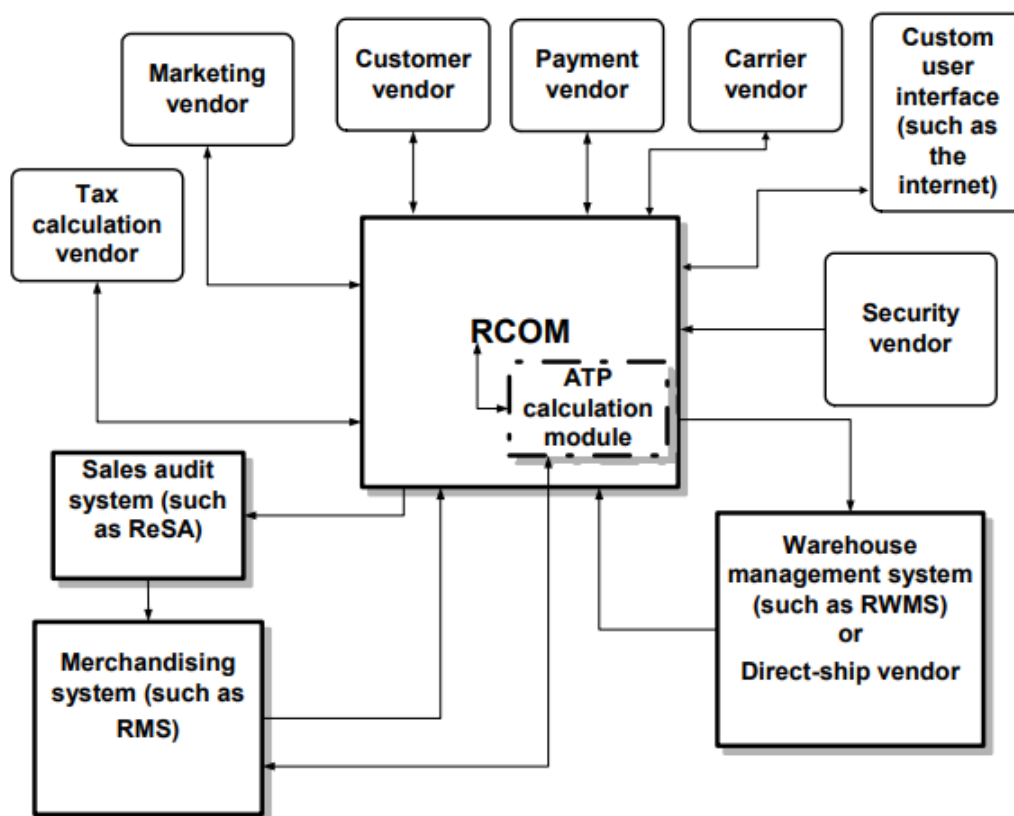 Marketing
vendor
Customer
vendor
Payment
vendor
Carrier
vendor
Custom
user
interface
(such as
the
internet)
Tax
calculation
vendor
Security
vendor
RCOM
ATP
calculation
module
Sales audit
system (such
as ReSA)
Warehouse
management system
(such as RWMS)
or
Direct-ship vendor
Merchandising
system (such as
RMS)